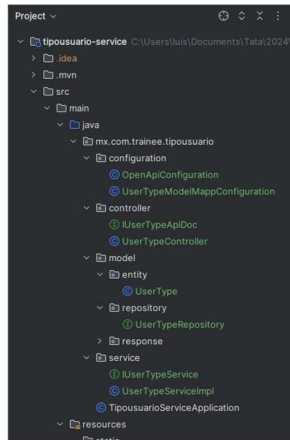 Project
tipousuario-service C:\Users\luis\Documents\Tata\2024\
.idea
.mvn
src
main
java
mx.com.trainee.tipousuario
configuration
OpenApiConfiguration
UserTypeModelMappConfiguration
controller
IUserTypeApiDoc
UserTypeController
model
entity
UserType
repository
UserTypeRepository
response
service
IUserTypeService
UserTypeServiceImpl
TipousuarioServiceApplication
resources
static